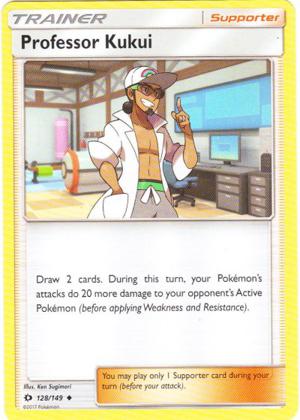 TRAINER
Supporter
Professor Kukui
Draw 2 cards. During this turn, your Pokémon's
attacks do 20 more damage to your opponent's Active
Pokémon (before applying Weakness and Resistance).
Illus. Ken Sugimori
128/149
©2017 Pokémon
You may play only 1 Supporter card during your
turn (before your attack).